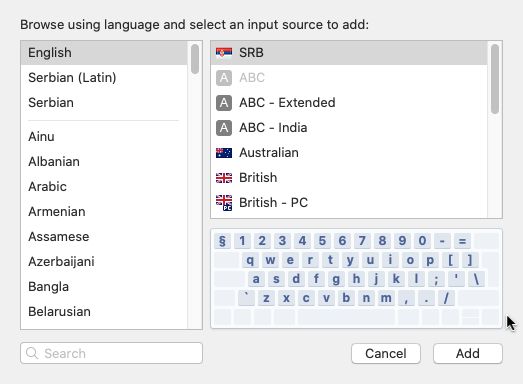 Browse using language and select an input source to add:
English
Serbian (Latin)
Serbian
Ainu
Albanian
Arabic
Armenian
Assamese
Azerbaijani
Bangla
Belarusian
SRB
A ABC
A ABC - Extended
A ABC - India
Australian
British
PC British - PC
§ 1 2 3 4 5 6 7 8 9 0 - =
q w e r t y u i o p [ ]
a s d f g h j k l ; ' \
` z x c v b n m , . /
Search
Cancel
Add